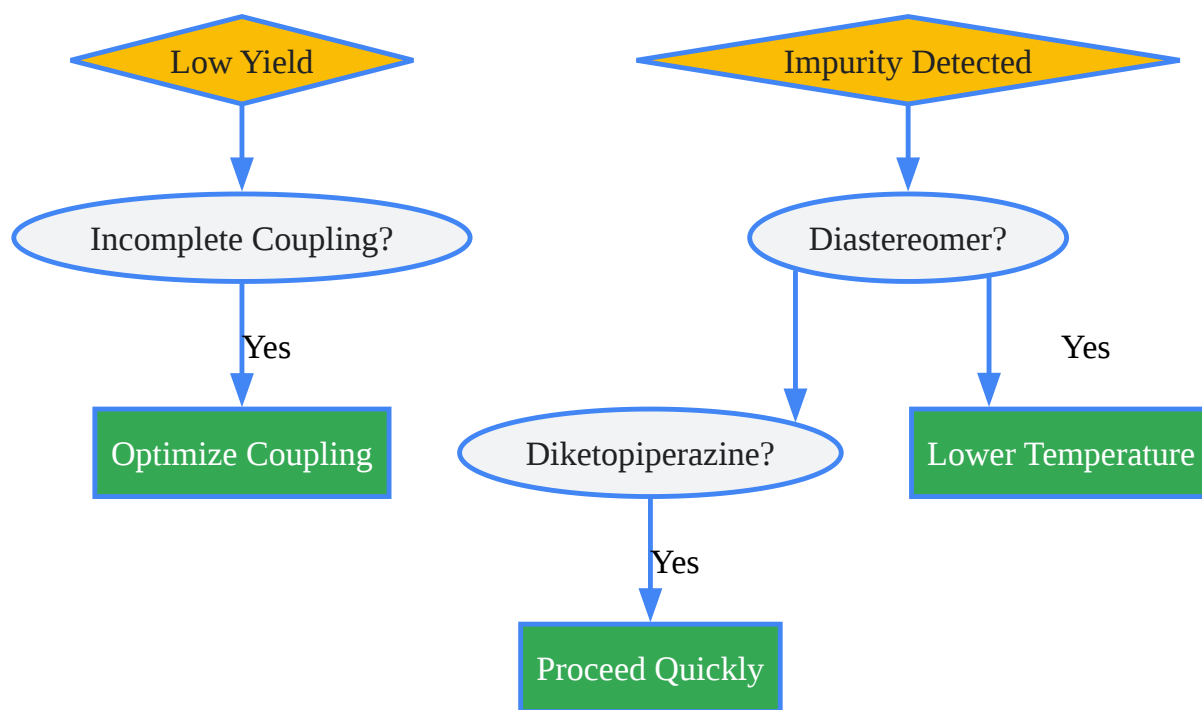 Low Yield
Impurity Detected
Incomplete Coupling?
Diastereomer?
Yes
Yes
Optimize Coupling
Diketopiperazine?
Lower Temperature
Yes
Proceed Quickly